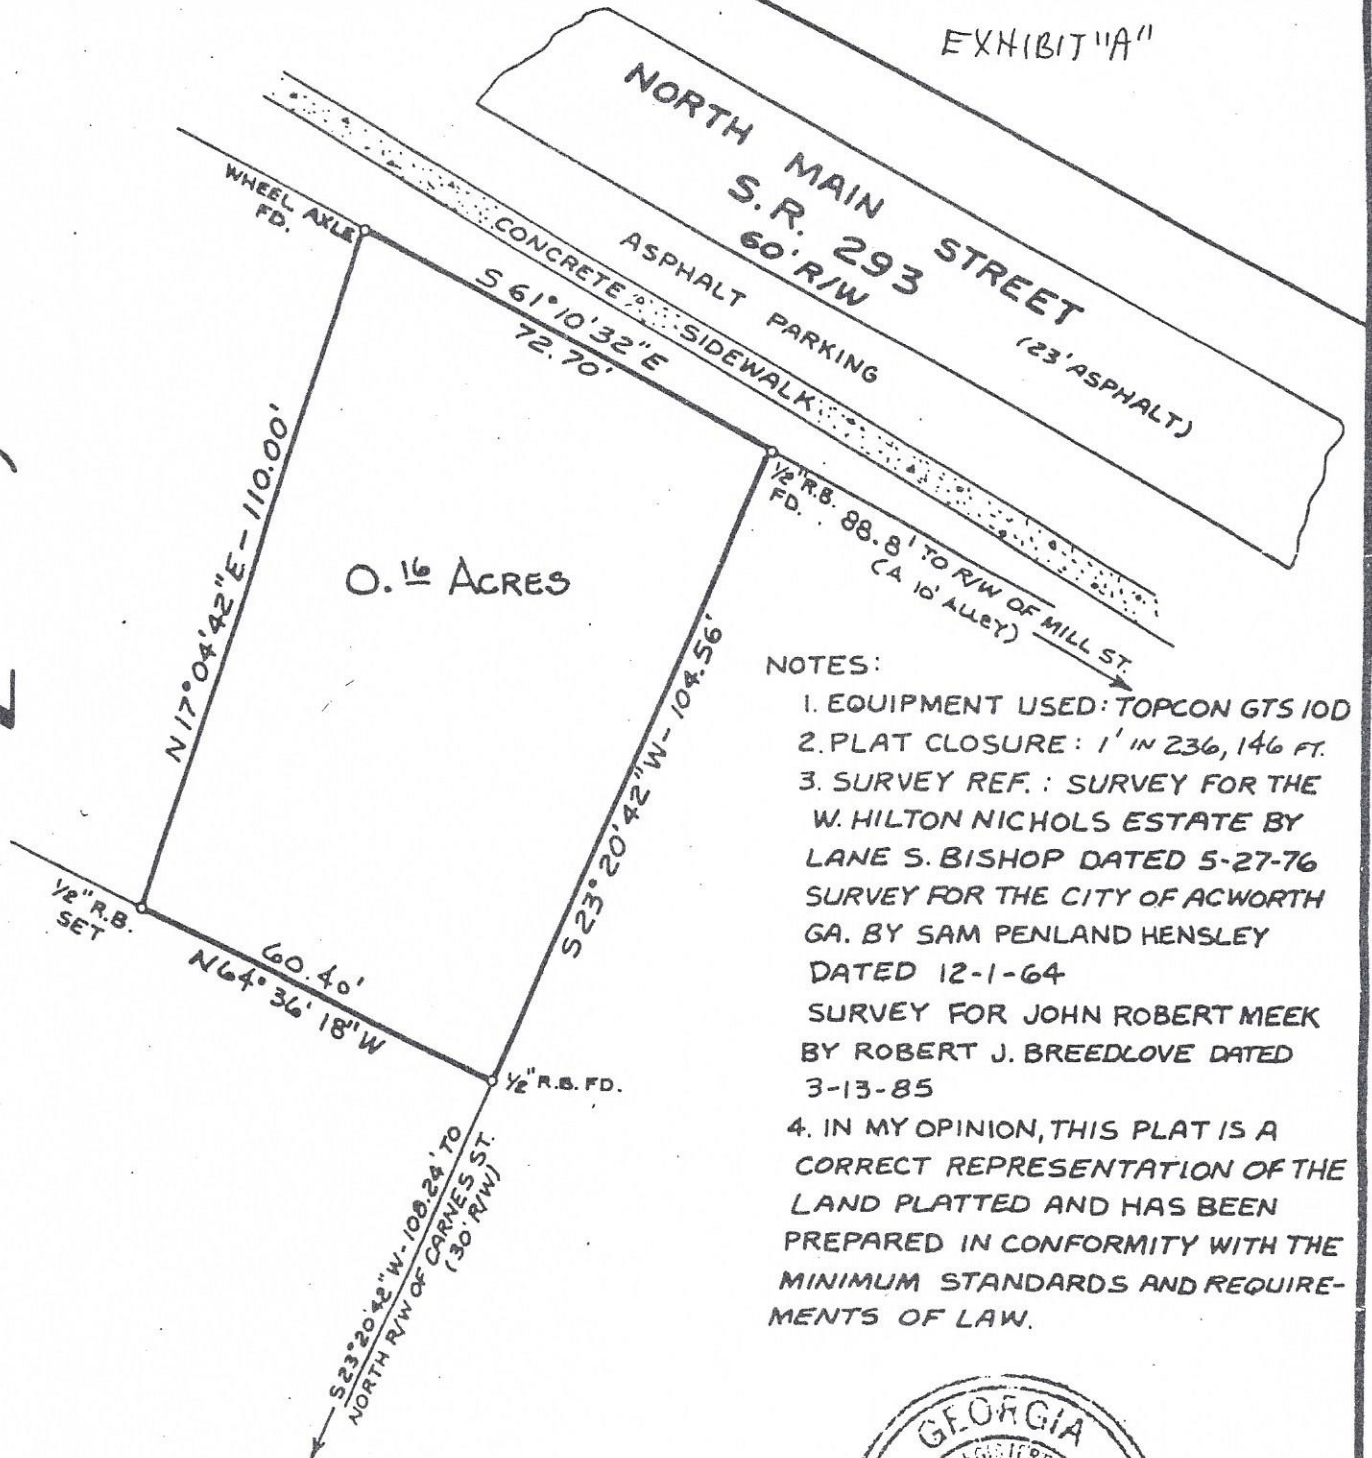 EXHIBIT "A"
NORTH MAIN STREET
S.R. 293
60' R/W
(23' ASPHALT)
ASPHALT PARKING
CONCRETE SIDEWALK
WHEEL AXLE
FD.
S 61°10'32"E
72.70'
1/2" R.B.
FD.
88.8' TO R/W OF MILL ST.
(A 10' ALLEY)
N 17°04'42"E - 110.00'
0.16 ACRES
S 23°20'42"W - 104.56'
1/2" R.B.
SET
60.40'
N 64°36'18"W
1/2" R.B. FD.
S 23°20'42"W - 108.24' TO
NORTH R/W OF CARNES ST.
(30' R/W)
NOTES:
1. EQUIPMENT USED: TOPCON GTS 10D
2. PLAT CLOSURE: 1' IN 236,146 FT.
3. SURVEY REF.: SURVEY FOR THE
W. HILTON NICHOLS ESTATE BY
LANE S. BISHOP DATED 5-27-76
SURVEY FOR THE CITY OF ACWORTH
GA. BY SAM PENLAND HENSLEY
DATED 12-1-64
SURVEY FOR JOHN ROBERT MEEK
BY ROBERT J. BREEDLOVE DATED
3-13-85
4. IN MY OPINION, THIS PLAT IS A
CORRECT REPRESENTATION OF THE
LAND PLATTED AND HAS BEEN
PREPARED IN CONFORMITY WITH THE
MINIMUM STANDARDS AND REQUIRE-
MENTS OF LAW.
GEORGIA